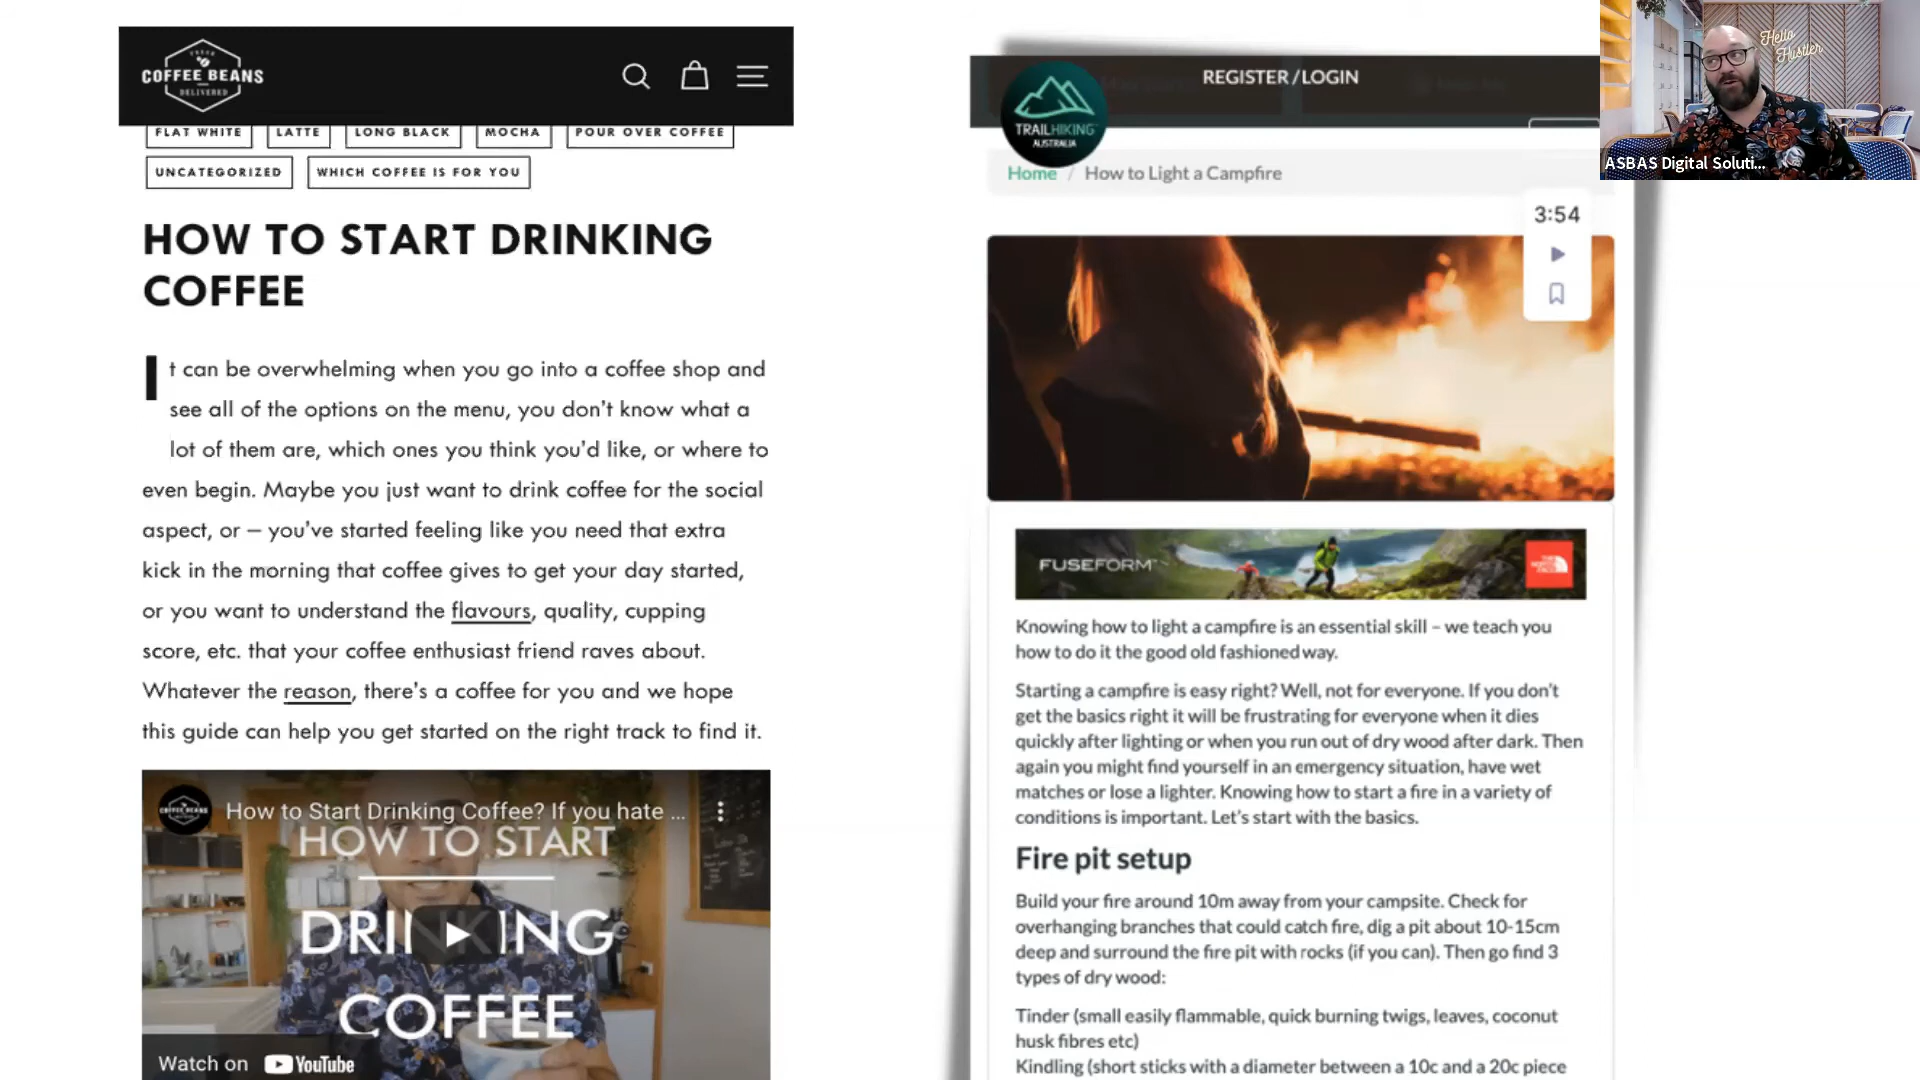 COFFEE BEANS
DELIVERED
FLAT WHITE
LATTE
LONG BLACK
MOCHA
POUR OVER COFFEE
UNCATEGORIZED
WHICH COFFEE IS FOR YOU
HOW TO START DRINKING
COFFEE
It can be overwhelming when you go into a coffee shop and
see all of the options on the menu, you don't know what a
lot of them are, which ones you think you'd like, or where to
even begin. Maybe you just want to drink coffee for the social
aspect, or – you've started feeling like you need that extra
kick in the morning that coffee gives to get your day started,
or you want to understand the flavours, quality, cupping
score, etc. that your coffee enthusiast friend raves about.
Whatever the reason, there's a coffee for you and we hope
this guide can help you get started on the right track to find it.
COFFEE BEANS
How to Start Drinking Coffee? If you hate ...
HOW TO START
DRINKING
COFFEE
Watch on YouTube
REGISTER / LOGIN
TRAILHIKING
AUSTRALIA
Home / How to Light a Campfire
3:54
FUSEFORM™
THE
NORTH
FACE
Knowing how to light a campfire is an essential skill – we teach you
how to do it the good old fashioned way.
Starting a campfire is easy right? Well, not for everyone. If you don't
get the basics right it will be frustrating for everyone when it dies
quickly after lighting or when you run out of dry wood after dark. Then
again you might find yourself in an emergency situation, have wet
matches or lose a lighter. Knowing how to start a fire in a variety of
conditions is important. Let's start with the basics.
Fire pit setup
Build your fire around 10m away from your campsite. Check for
overhanging branches that could catch fire, dig a pit about 10-15cm
deep and surround the fire pit with rocks (if you can). Then go find 3
types of dry wood:
Tinder (small easily flammable, quick burning twigs, leaves, coconut
husk fibres etc)
Kindling (short sticks with a diameter between a 10c and a 20c piece
Hello
Hustler
ASBAS Digital Soluti...